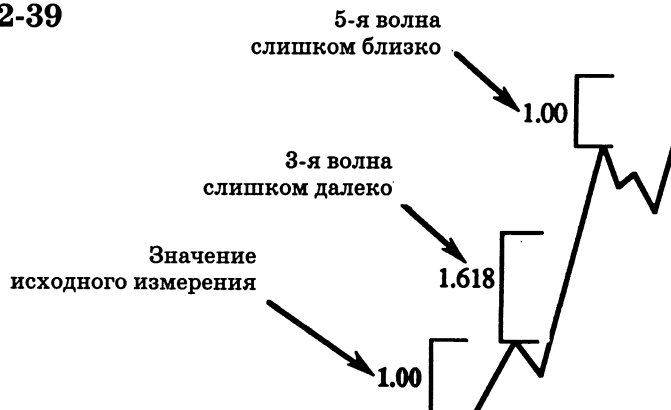 2-39
5-я волна
слишком близко
1.00
3-я волна
слишком далеко
1.618
Значение
исходного измерения
1.00